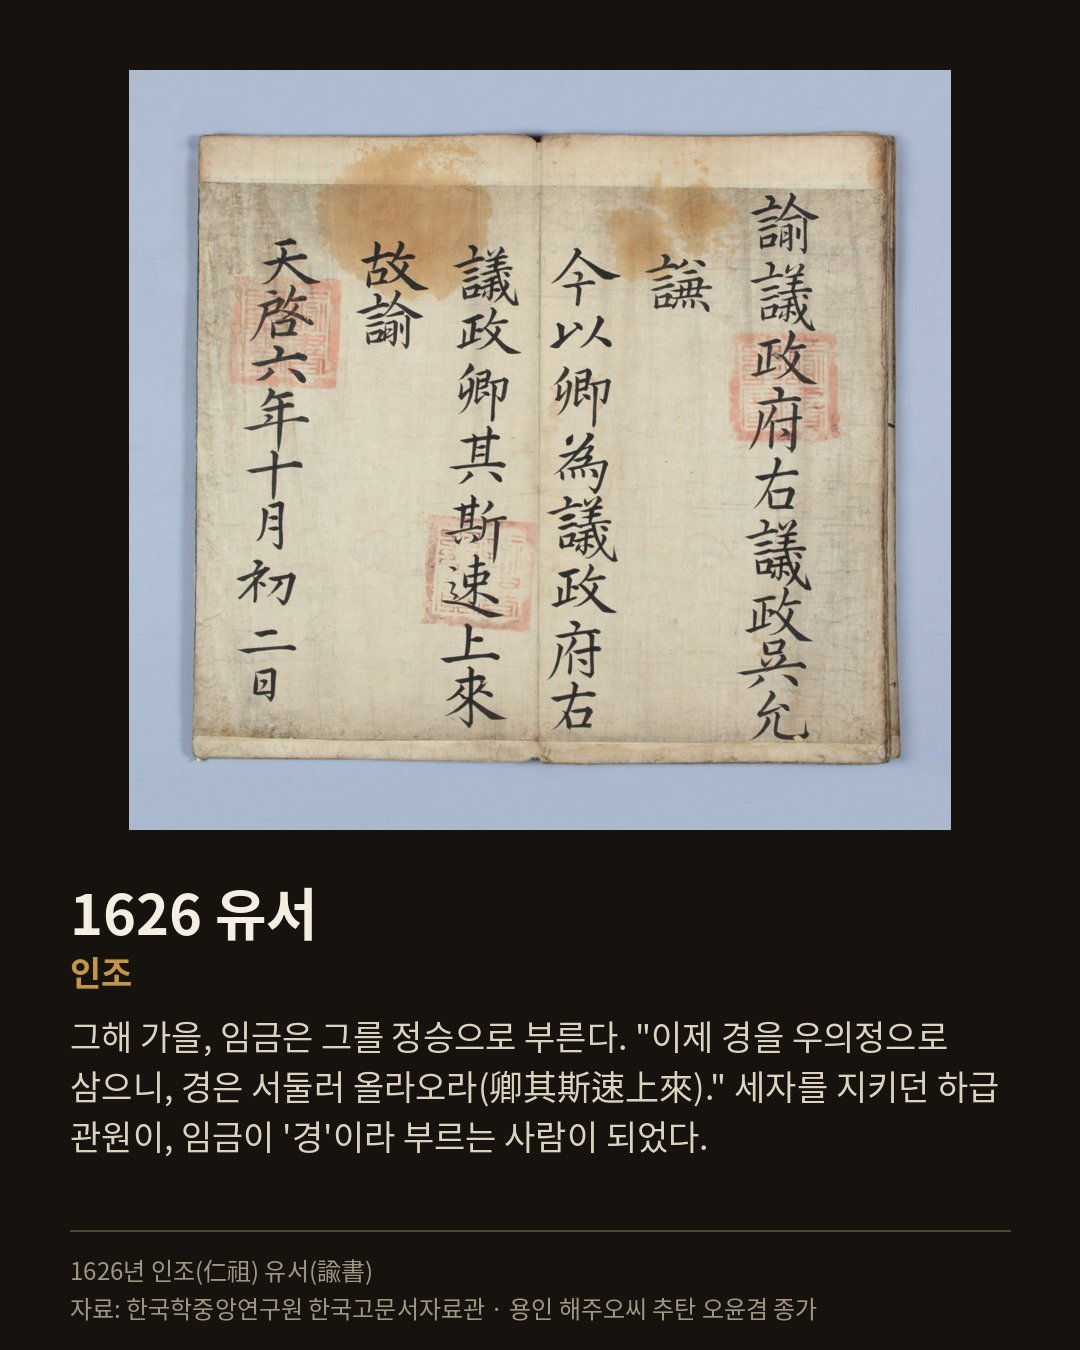 諭議政府右議政吳允
謙
今以卿為議政府右
議政卿其斯速上來
故諭
天啓六年十月初二日
1626 유서
인조
그해 가을, 임금은 그를 정승으로 부른다. "이제 경을 우의정으로
삼으니, 경은 서둘러 올라오라(卿其斯速上來)." 세자를 지키던 하급
관원이, 임금이 '경'이라 부르는 사람이 되었다.
1626년 인조(仁祖) 유서(諭書)
자료: 한국학중앙연구원 한국고문서자료관 · 용인 해주오씨 추탄 오윤겸 종가